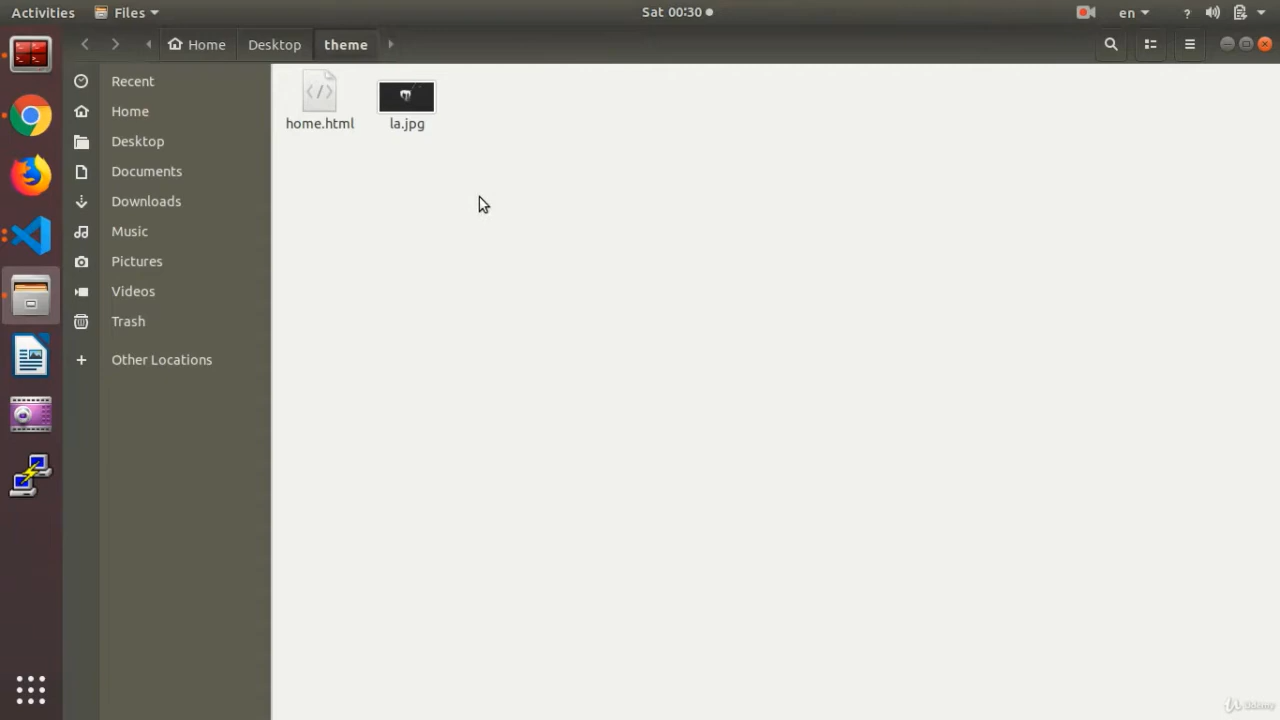 Activities
Files
Sat 00:30
en
?
Home
Desktop
theme
Recent
Home
Desktop
Documents
Downloads
Music
Pictures
Videos
Trash
+ Other Locations
home.html
la.jpg
Udemy